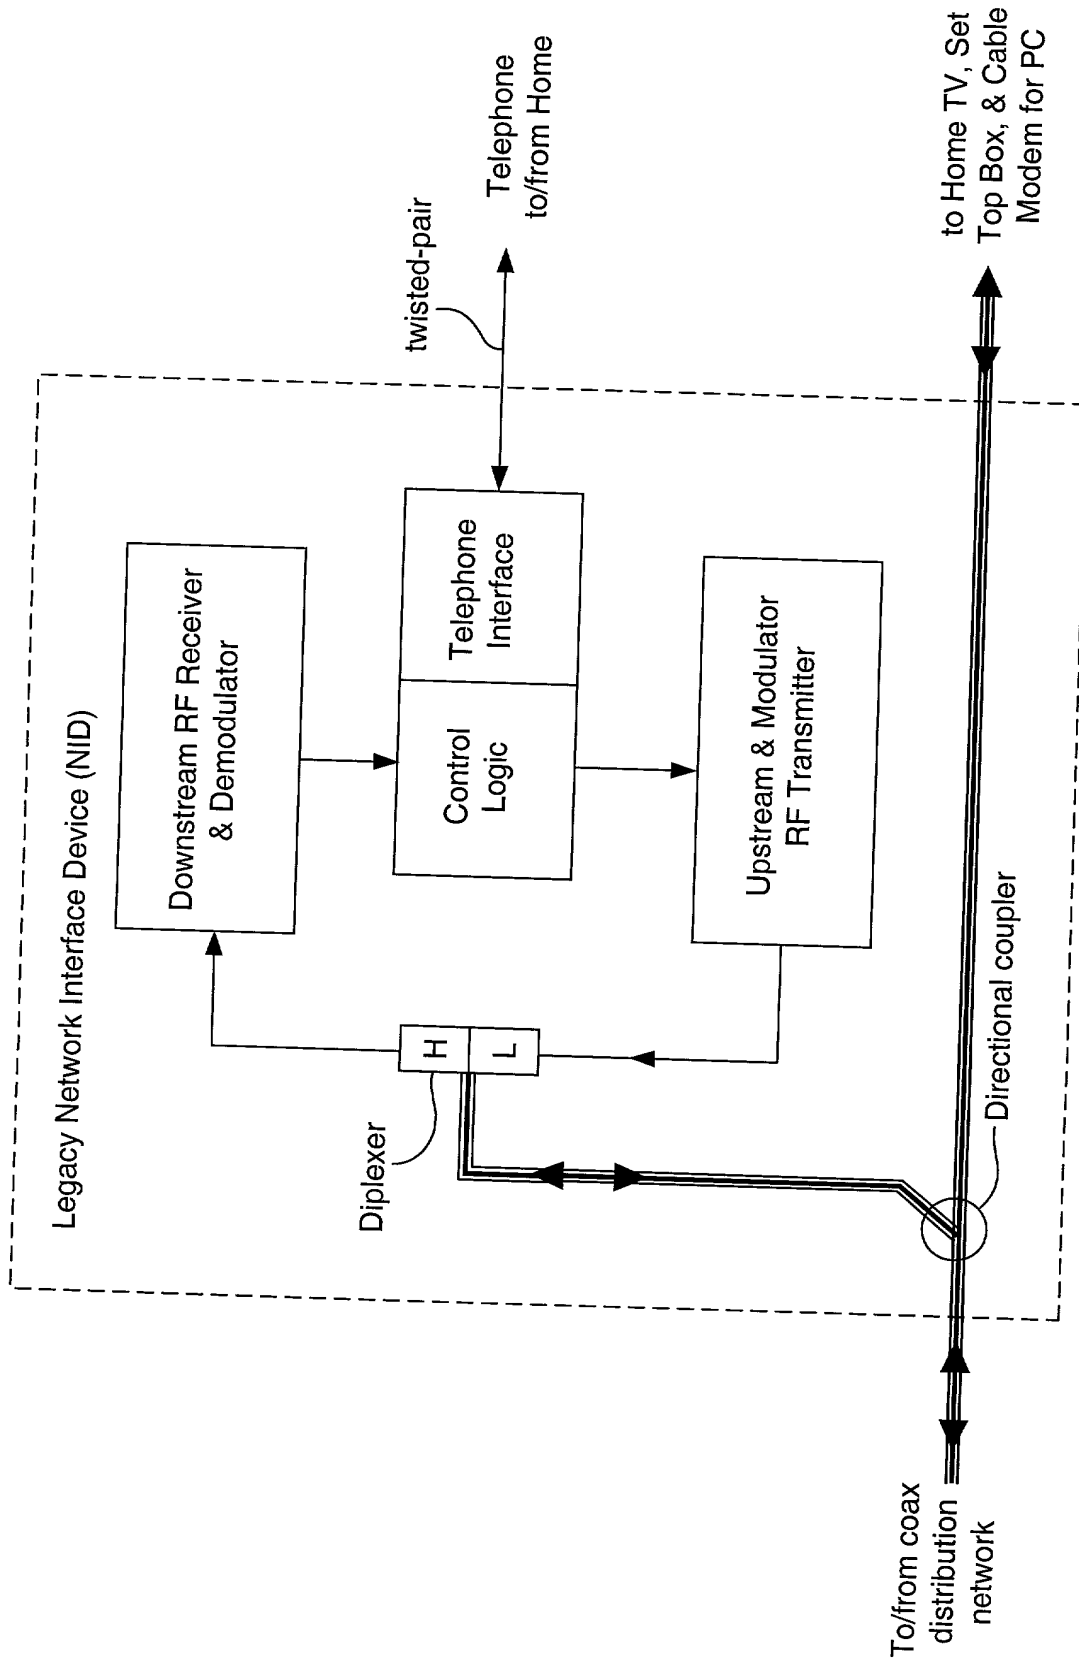 Legacy Network Interface Device (NID)
Downstream RF Receiver
& Demodulator
Diplexer
H
L
Control
Logic
Telephone
Interface
twisted-pair
Telephone
to/from Home
Upstream & Modulator
RF Transmitter
Directional coupler
To/from coax
distribution
network
to Home TV, Set
Top Box, & Cable
Modem for PC